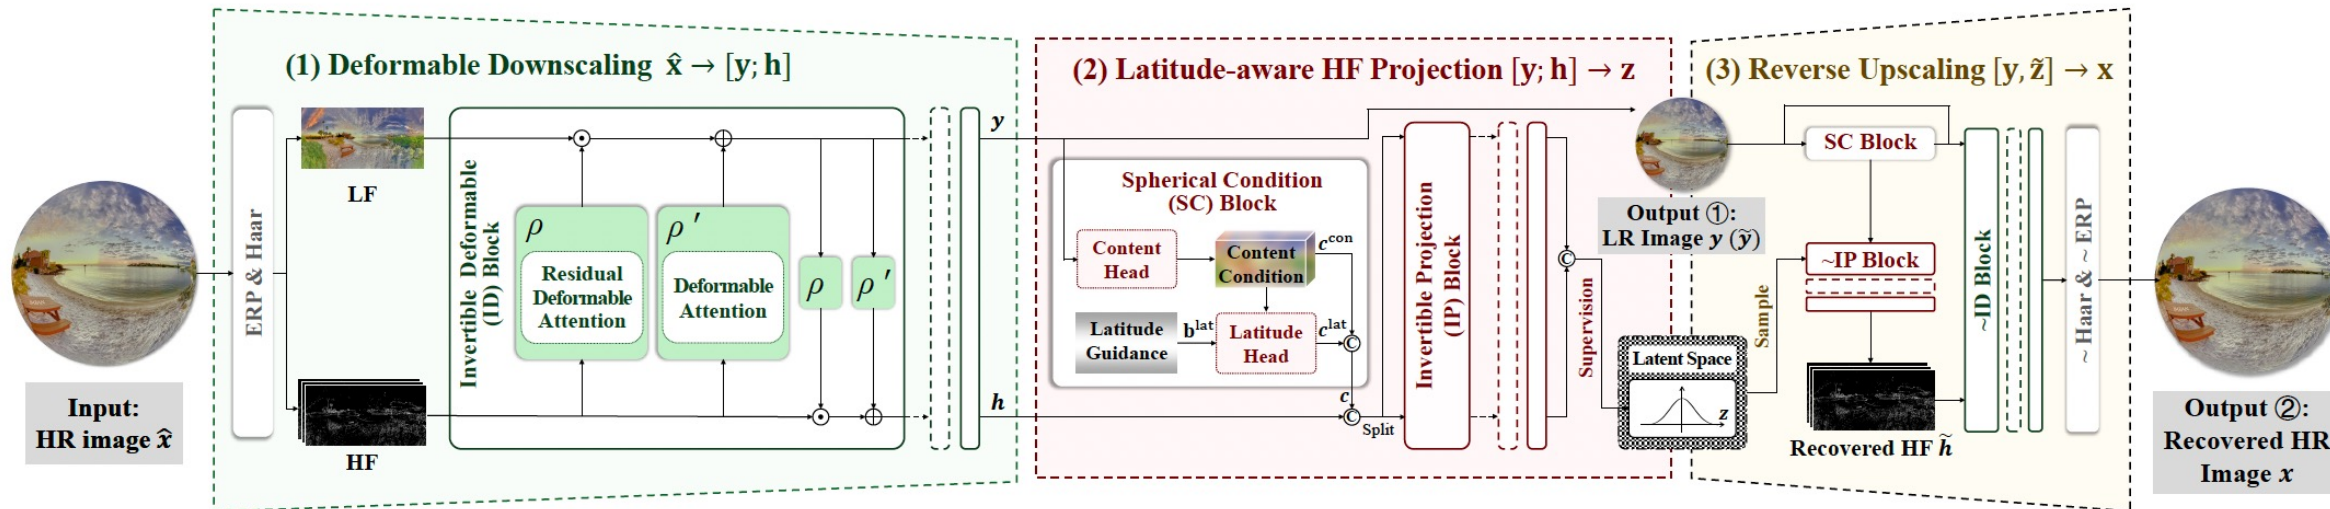 (1) Deformable Downscaling x̂ → [y; h]
Input:
HR image x̂
ERP & Haar
LF
HF
Invertible Deformable
(ID) Block
ρ
Residual
Deformable
Attention
ρ′
Deformable
Attention
ρ
ρ′
y
h
(2) Latitude-aware HF Projection [y; h] → z
Spherical Condition
(SC) Block
Content
Head
Content
Condition
c^con
Latitude
Guidance
b^lat
Latitude
Head
c^lat
©
c
©
Split
Invertible Projection
(IP) Block
©
Supervision
Output ①:
LR Image y (ỹ)
Latent Space
z
(3) Reverse Upscaling [y, z̃] → x
SC Block
~IP Block
Sample
Recovered HF h̃
~ID Block
~ Haar & ~ ERP
Output ②:
Recovered HR
Image x